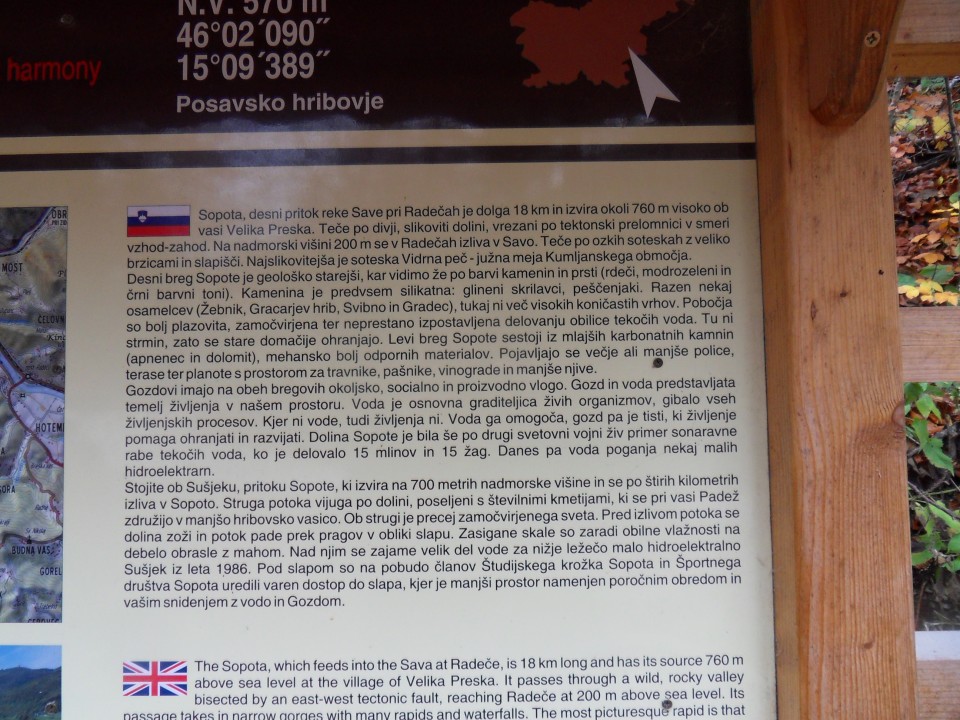 N.V. 570 m
46°02´090˝
15°09´389˝
harmony
Posavsko hribovje
Sopota, desni pritok reke Save pri Radečah je dolga 18 km in izvira okoli 760 m visoko ob
vasi Velika Preska. Teče po divji, slikoviti dolini, vrezani po tektonski prelomnici v smeri
vzhod-zahod. Na nadmorski višini 200 m se v Radečah izliva v Savo. Teče po ozkih soteskah z veliko
brzicami in slapišči. Najslikovitejša je soteska Vidrna peč - južna meja Kumljanskega območja.
Desni breg Sopote je geološko starejši, kar vidimo že po barvi kamenin in prsti (rdeči, modrozeleni in
črni barvni toni). Kamenina je predvsem silikatna: glineni skrilavci, peščenjaki. Razen nekaj
osamelcev (Žebnik, Gracarjev hrib, Svibno in Gradec), tukaj ni več visokih koničastih vrhov. Pobočja
so bolj plazovita, zamočvirjena ter neprestano izpostavljena delovanju obilice tekočih voda. Tu ni
strmin, zato se stare domačije ohranjajo. Levi breg Sopote sestoji iz mlajših karbonatnih kamnin
(apnenec in dolomit), mehansko bolj odpornih materialov. Pojavljajo se večje ali manjše police,
terase ter planote s prostorom za travnike, pašnike, vinograde in manjše njive.
Gozdovi imajo na obeh bregovih okoljsko, socialno in proizvodno vlogo. Gozd in voda predstavljata
temelj življenja v našem prostoru. Voda je osnovna graditeljica živih organizmov, gibalo vseh
življenjskih procesov. Kjer ni vode, tudi življenja ni. Voda ga omogoča, gozd pa je tisti, ki življenje
pomaga ohranjati in razvijati. Dolina Sopote je bila še po drugi svetovni vojni živ primer sonaravne
rabe tekočih voda, ko je delovalo 15 mlinov in 15 žag. Danes pa voda poganja nekaj malih
hidroelektrarn.
Stojite ob Sušjeku, pritoku Sopote, ki izvira na 700 metrih nadmorske višine in se po štirih kilometrih
izliva v Sopoto. Struga potoka vijuga po dolini, poseljeni s številnimi kmetijami, ki se pri vasi Padež
združijo v manjšo hribovsko vasico. Ob strugi je precej zamočvirjenega sveta. Pred izlivom potoka se
dolina zoži in potok pade prek pragov v obliki slapu. Zasigane skale so zaradi obilne vlažnosti na
debelo obrasle z mahom. Nad njim se zajame velik del vode za nižje ležečo malo hidroelektralno
Sušjek iz leta 1986. Pod slapom so na pobudo članov Študijskega krožka Sopota in Športnega
društva Sopota uredili varen dostop do slapa, kjer je manjši prostor namenjen poročnim obredom in
vašim snidenjem z vodo in Gozdom.
The Sopota, which feeds into the Sava at Radeče, is 18 km long and has its source 760 m
above sea level at the village of Velika Preska. It passes through a wild, rocky valley
bisected by an east-west tectonic fault, reaching Radeče at 200 m above sea level. Its
passage takes in narrow gorges with many rapids and waterfalls. The most picturesque rapid is that
DBR
MOST
HOTEM
BUDNA VAS
GOREL